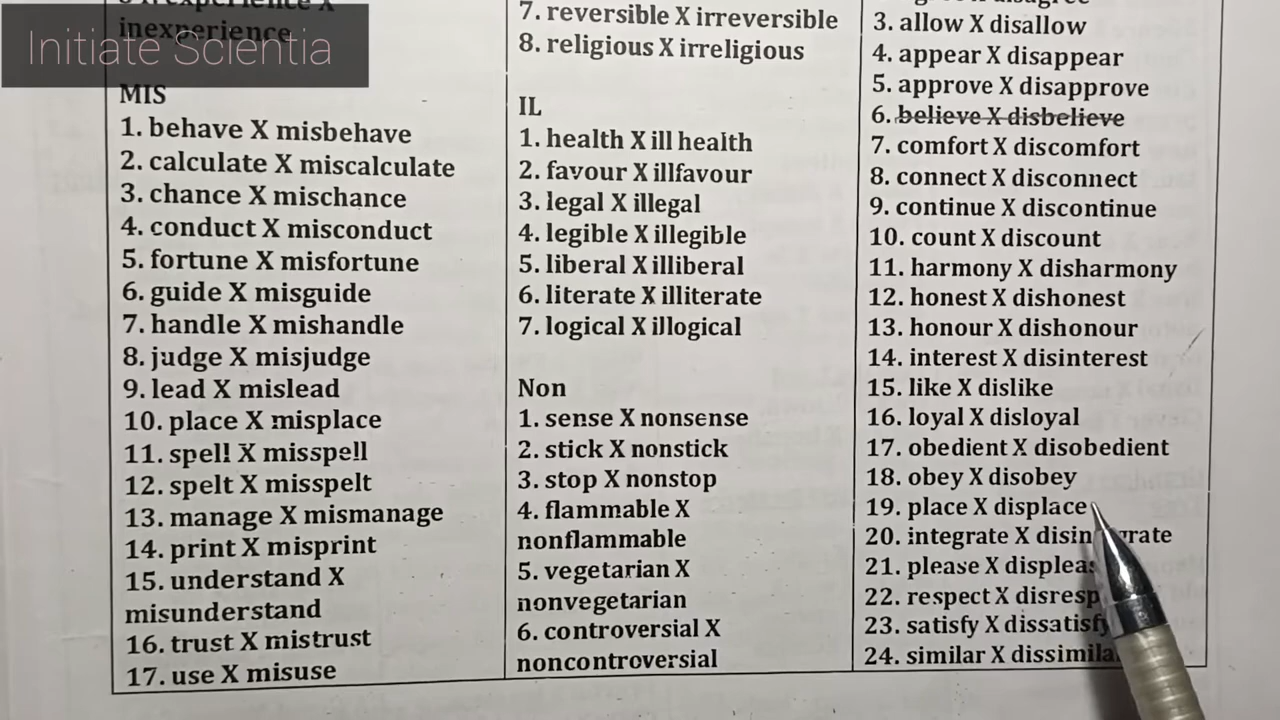 Initiate Scientia
inexperience
MIS
1. behave X misbehave
2. calculate X miscalculate
3. chance X mischance
4. conduct X misconduct
5. fortune X misfortune
6. guide X misguide
7. handle X mishandle
8. judge X misjudge
9. lead X mislead
10. place X misplace
11. spell X misspell
12. spelt X misspelt
13. manage X mismanage
14. print X misprint
15. understand X
misunderstand
16. trust X mistrust
17. use X misuse
7. reversible X irreversible
8. religious X irreligious
IL
1. health X ill health
2. favour X illfavour
3. legal X illegal
4. legible X illegible
5. liberal X illiberal
6. literate X illiterate
7. logical X illogical
Non
1. sense X nonsense
2. stick X nonstick
3. stop X nonstop
4. flammable X
nonflammable
5. vegetarian X
nonvegetarian
6. controversial X
noncontroversial
3. allow X disallow
4. appear X disappear
5. approve X disapprove
6. believe X disbelieve
7. comfort X discomfort
8. connect X disconnect
9. continue X discontinue
10. count X discount
11. harmony X disharmony
12. honest X dishonest
13. honour X dishonour
14. interest X disinterest
15. like X dislike
16. loyal X disloyal
17. obedient X disobedient
18. obey X disobey
19. place X displace
20. integrate X
21. please X
22. respect X
23. satisfy X dissatisfy
24. similar X